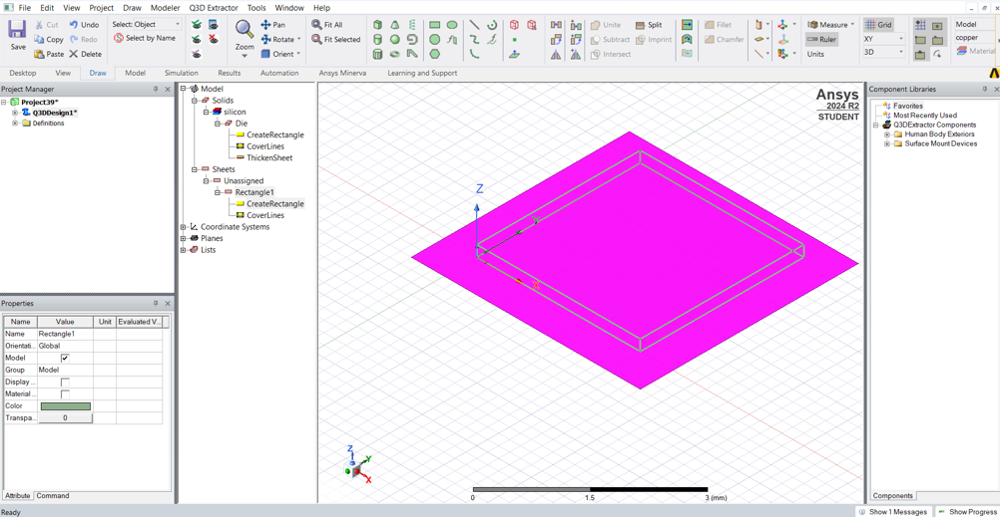 File Edit View Project Draw Modeler Q3D Extractor Tools Window Help
Save
Cut
Copy
Paste
Undo
Redo
Delete
Select: Object
Select by Name
Zoom
Pan
Rotate
Orient
Fit All
Fit Selected
Unite
Subtract
Intersect
Split
Imprint
Fillet
Chamfer
Measure
Ruler
Units
Grid
XY
3D
Model
copper
Material
Desktop View Draw Model Simulation Results Automation Ansys Minerva Learning and Support
Project Manager
Project39*
Q3DDesign1*
Definitions
Model
Solids
silicon
Die
CreateRectangle
CoverLines
ThickenSheet
Sheets
Unassigned
Rectangle1
CreateRectangle
CoverLines
Coordinate Systems
Planes
Lists
Ansys
2024 R2
STUDENT
Z
Y
X
Z
Y
X
0 1.5 3 (mm)
Component Libraries
Favorites
Most Recently Used
Q3DExtractor Components
Human Body Exteriors
Surface Mount Devices
Components
Properties
Name Value Unit Evaluated V...
Name Rectangle1
Orientati... Global
Model
Group Model
Display ...
Material ...
Color
Transpa... 0
Attribute Command
Ready
Show 1 Messages Show Progress